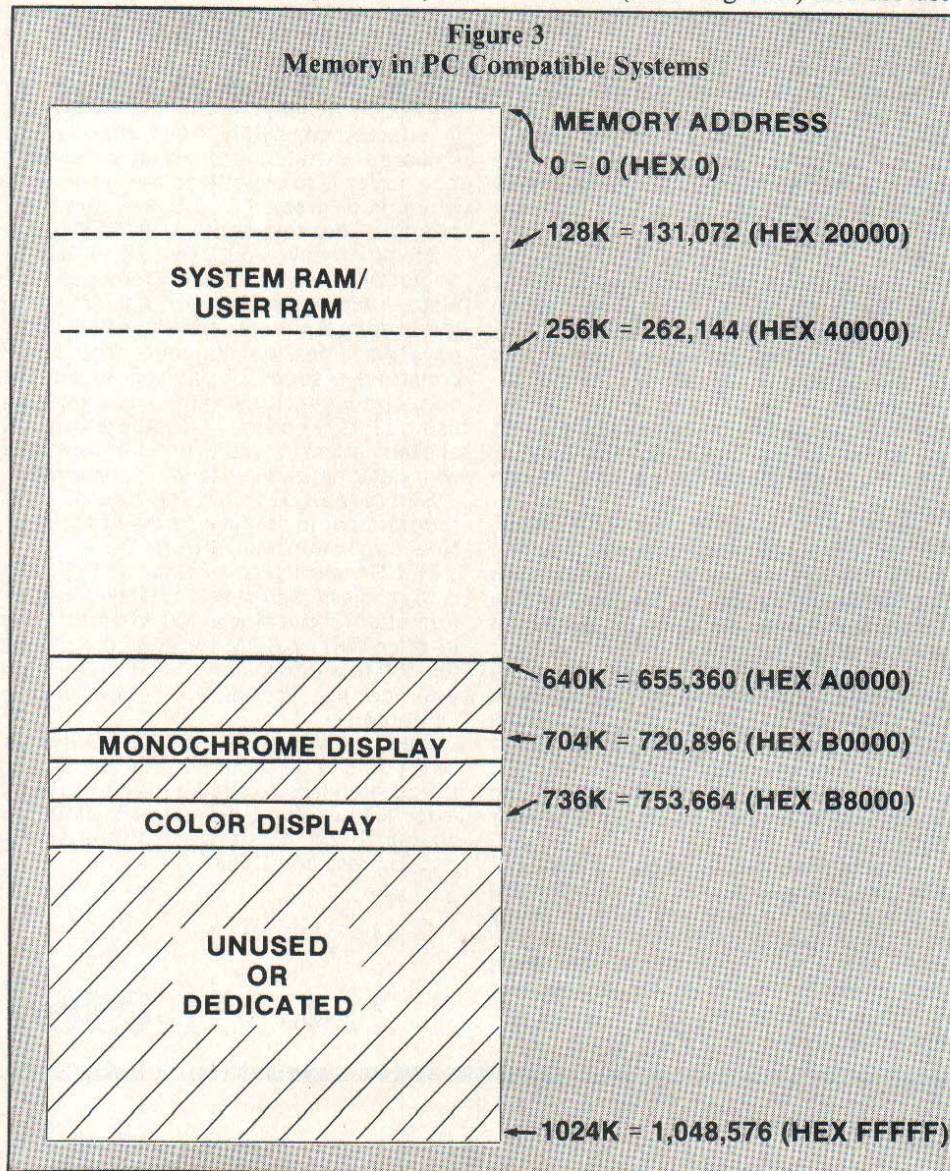 Figure 3
Memory in PC Compatible Systems
MEMORY ADDRESS
0 = 0 (HEX 0)
128K = 131,072 (HEX 20000)
SYSTEM RAM/
USER RAM
256K = 262,144 (HEX 40000)
640K = 655,360 (HEX A0000)
MONOCHROME DISPLAY
704K = 720,896 (HEX B0000)
736K = 753,664 (HEX B8000)
COLOR DISPLAY
UNUSED
OR
DEDICATED
1024K = 1,048,576 (HEX FFFFF)